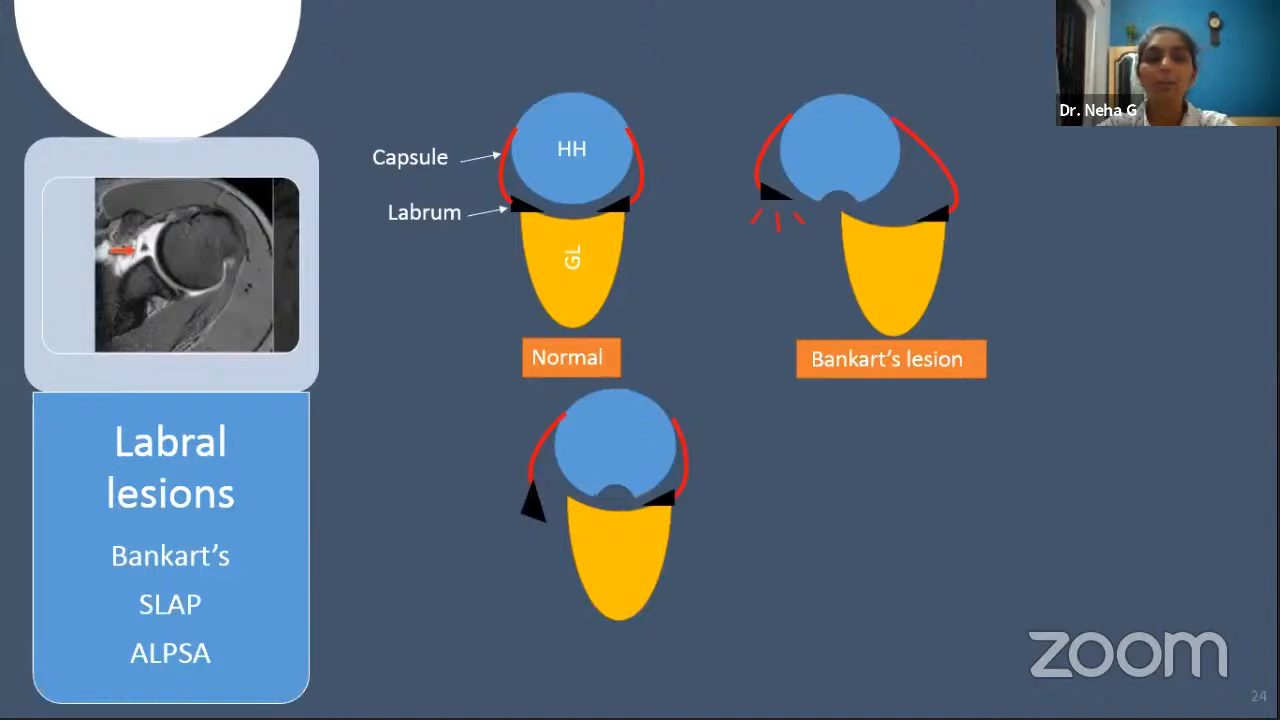 Dr. Neha G
Capsule
HH
Labrum
GL
Normal
Bankart's lesion
Labral
lesions
Bankart's
SLAP
ALPSA
zoom
24